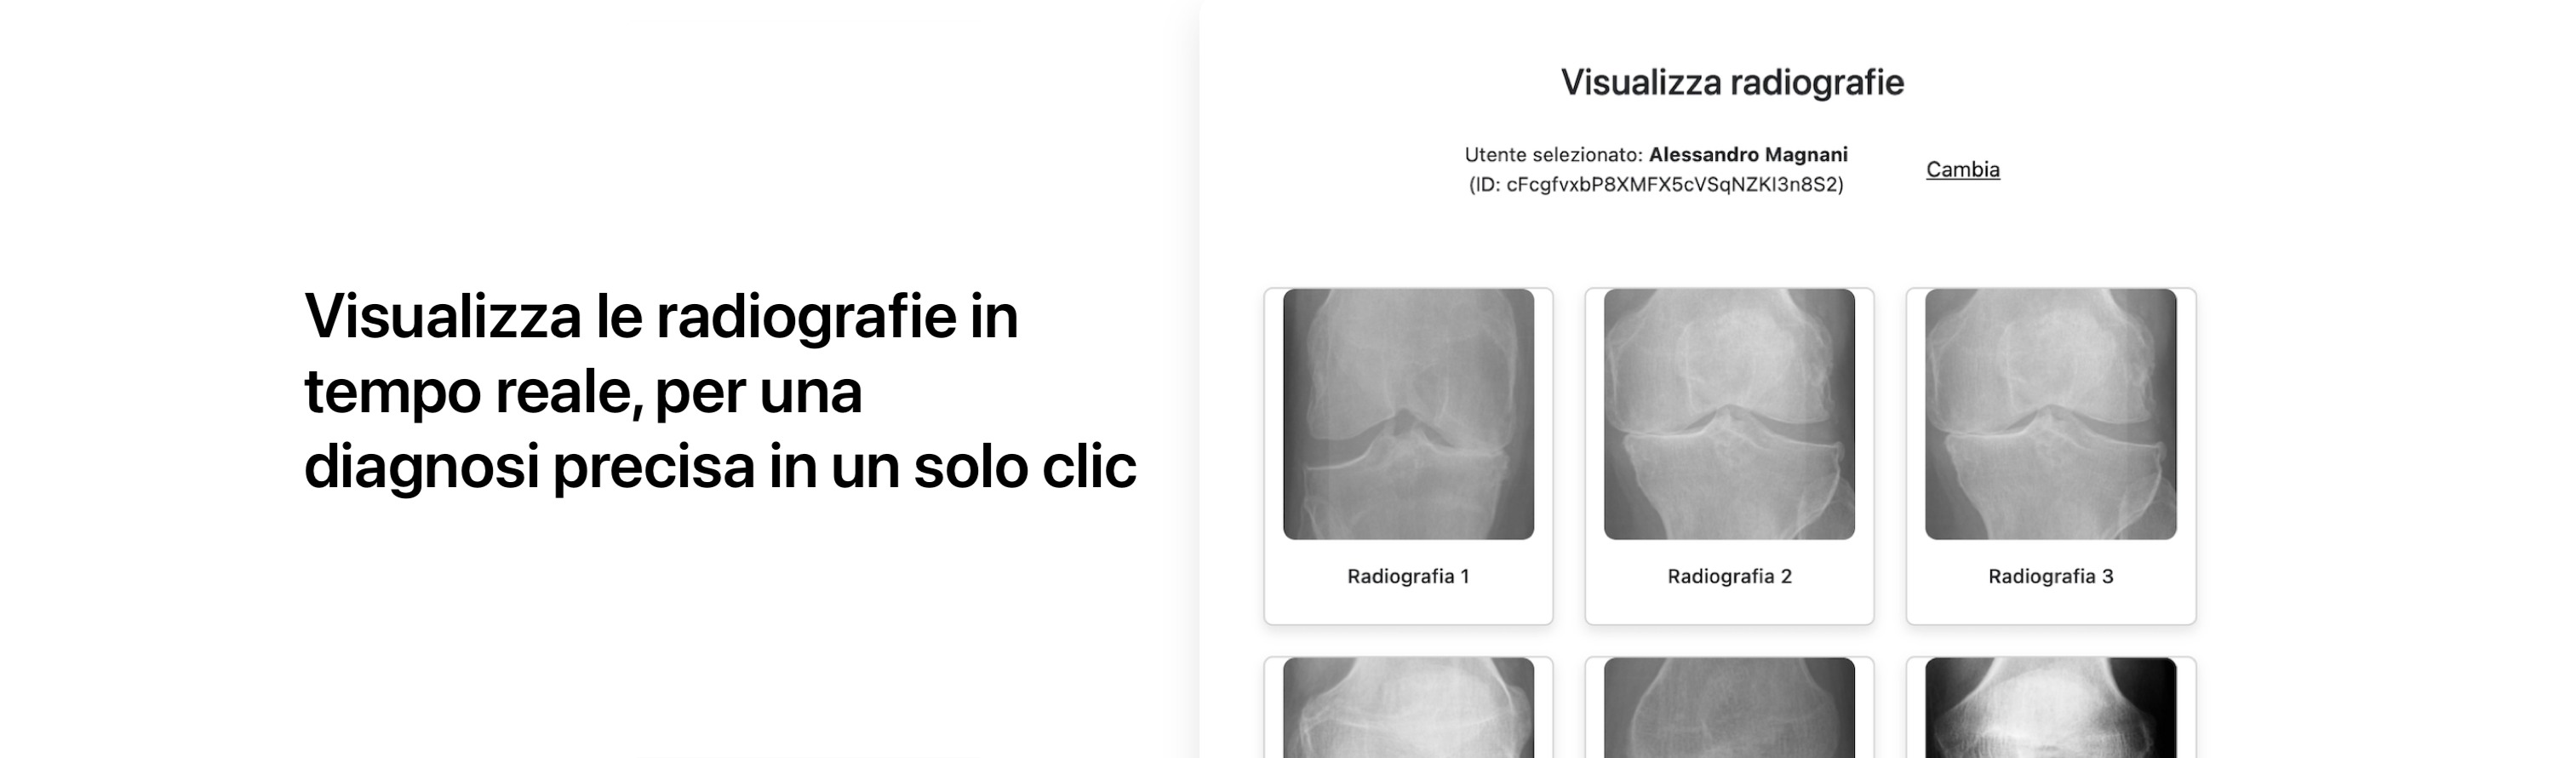 Visualizza le radiografie in
tempo reale, per una
diagnosi precisa in un solo clic
Visualizza radiografie
Utente selezionato: Alessandro Magnani
(ID: cFcgfvxbP8XMFX5cVSqNZKI3n8S2)
Cambia
Radiografia 1
Radiografia 2
Radiografia 3